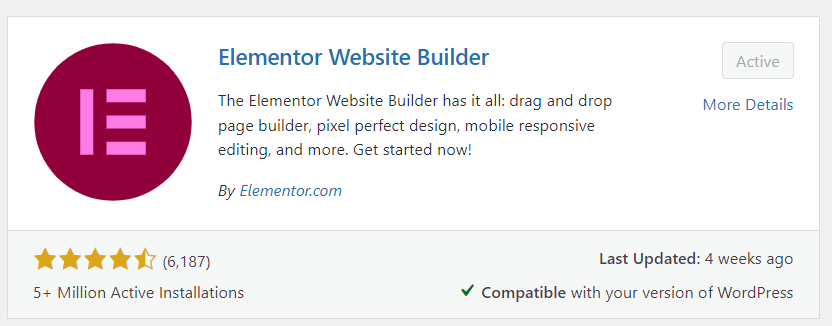 Elementor Website Builder
Active
The Elementor Website Builder has it all: drag and drop
More Details
page builder, pixel perfect design, mobile responsive
editing, and more. Get started now!
By Elementor.com
(6,187)
Last Updated: 4 weeks ago
5+ Million Active Installations
Compatible with your version of WordPress